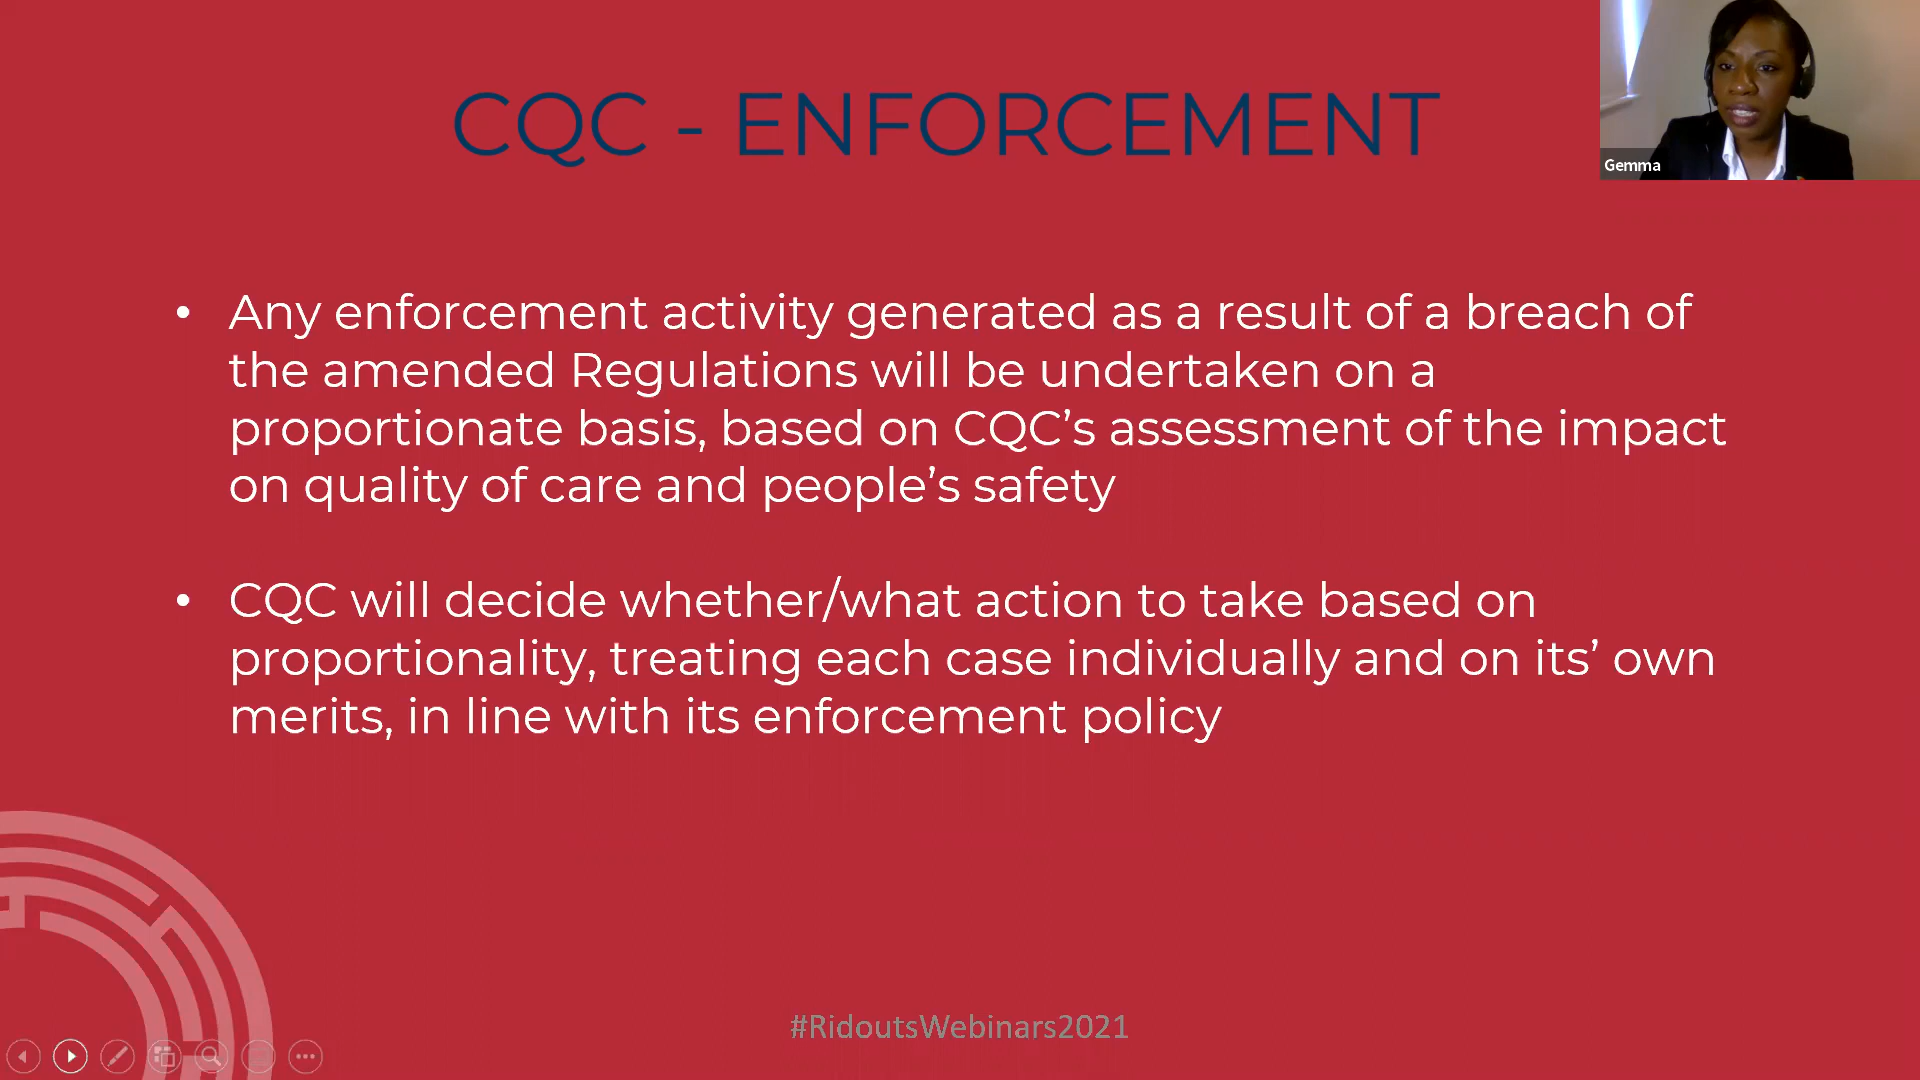 CQC - ENFORCEMENT
Gemma
• Any enforcement activity generated as a result of a breach of
the amended Regulations will be undertaken on a
proportionate basis, based on CQC’s assessment of the impact
on quality of care and people’s safety
• CQC will decide whether/what action to take based on
proportionality, treating each case individually and on its’ own
merits, in line with its enforcement policy
#RidoutsWebinars2021